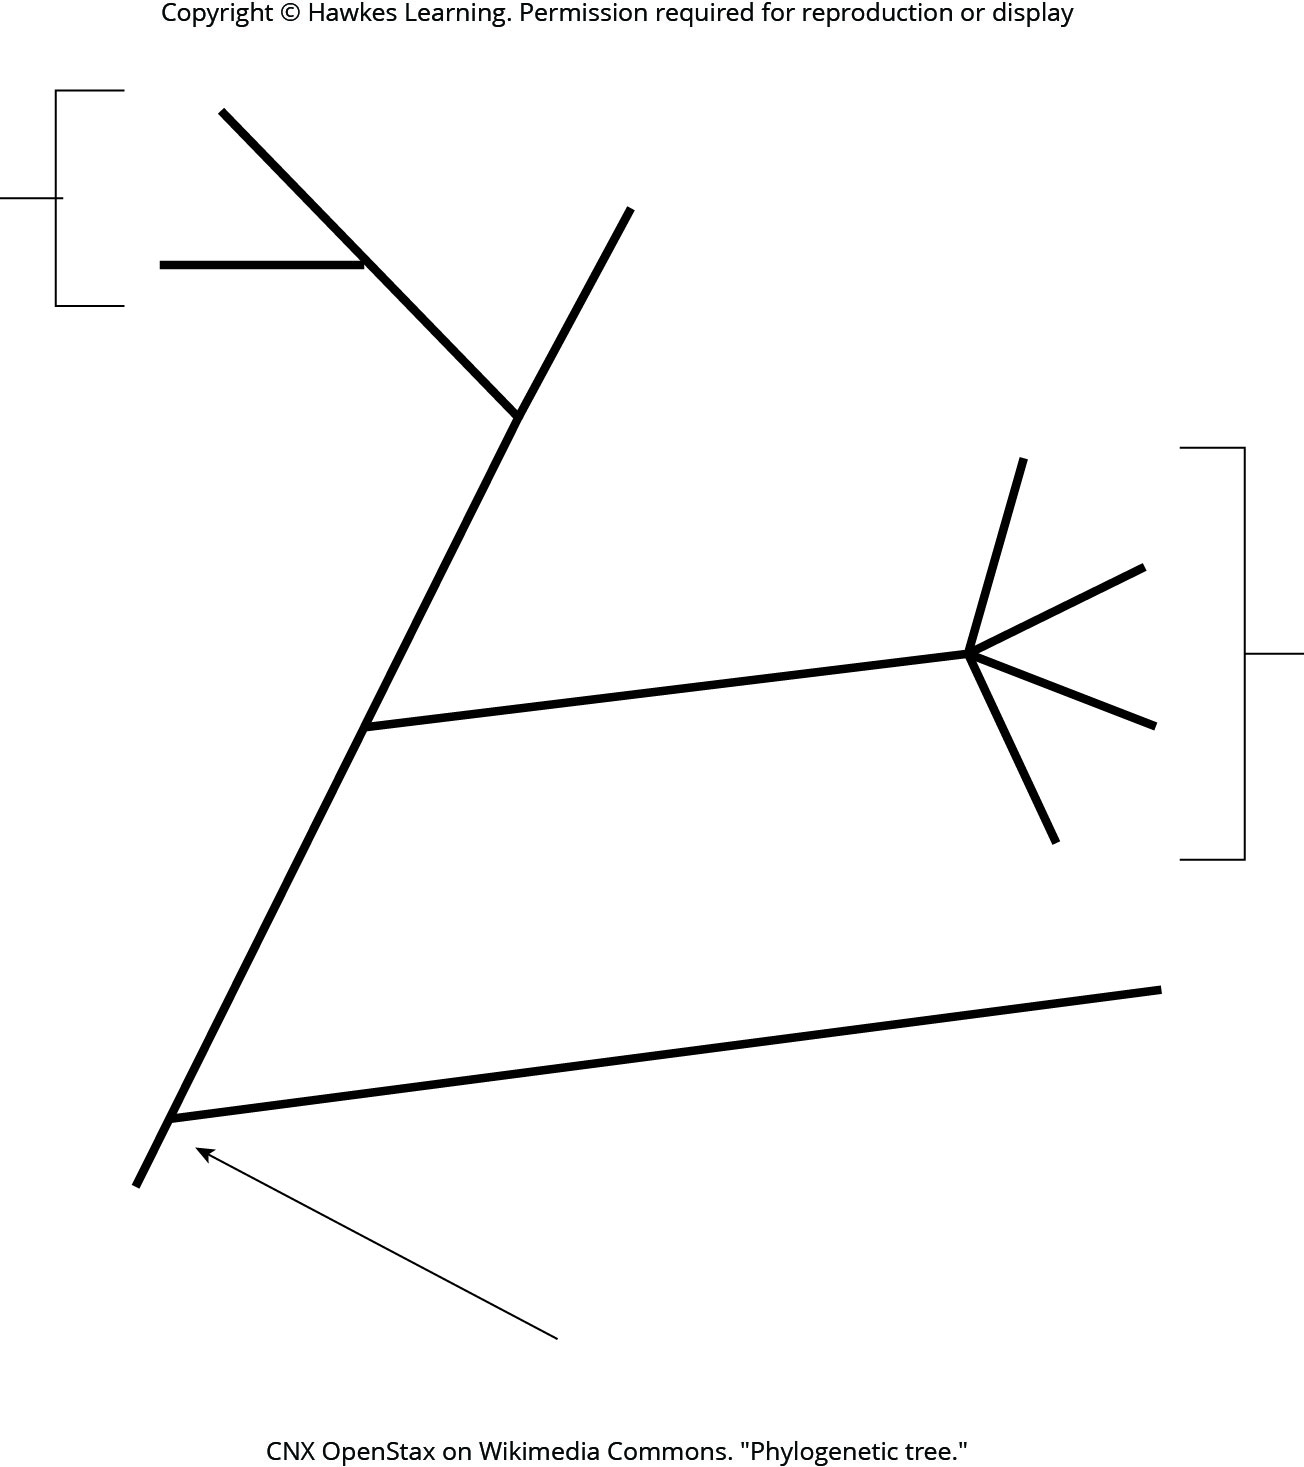 Copyright © Hawkes Learning. Permission required for reproduction or display
CNX OpenStax on Wikimedia Commons. "Phylogenetic tree."